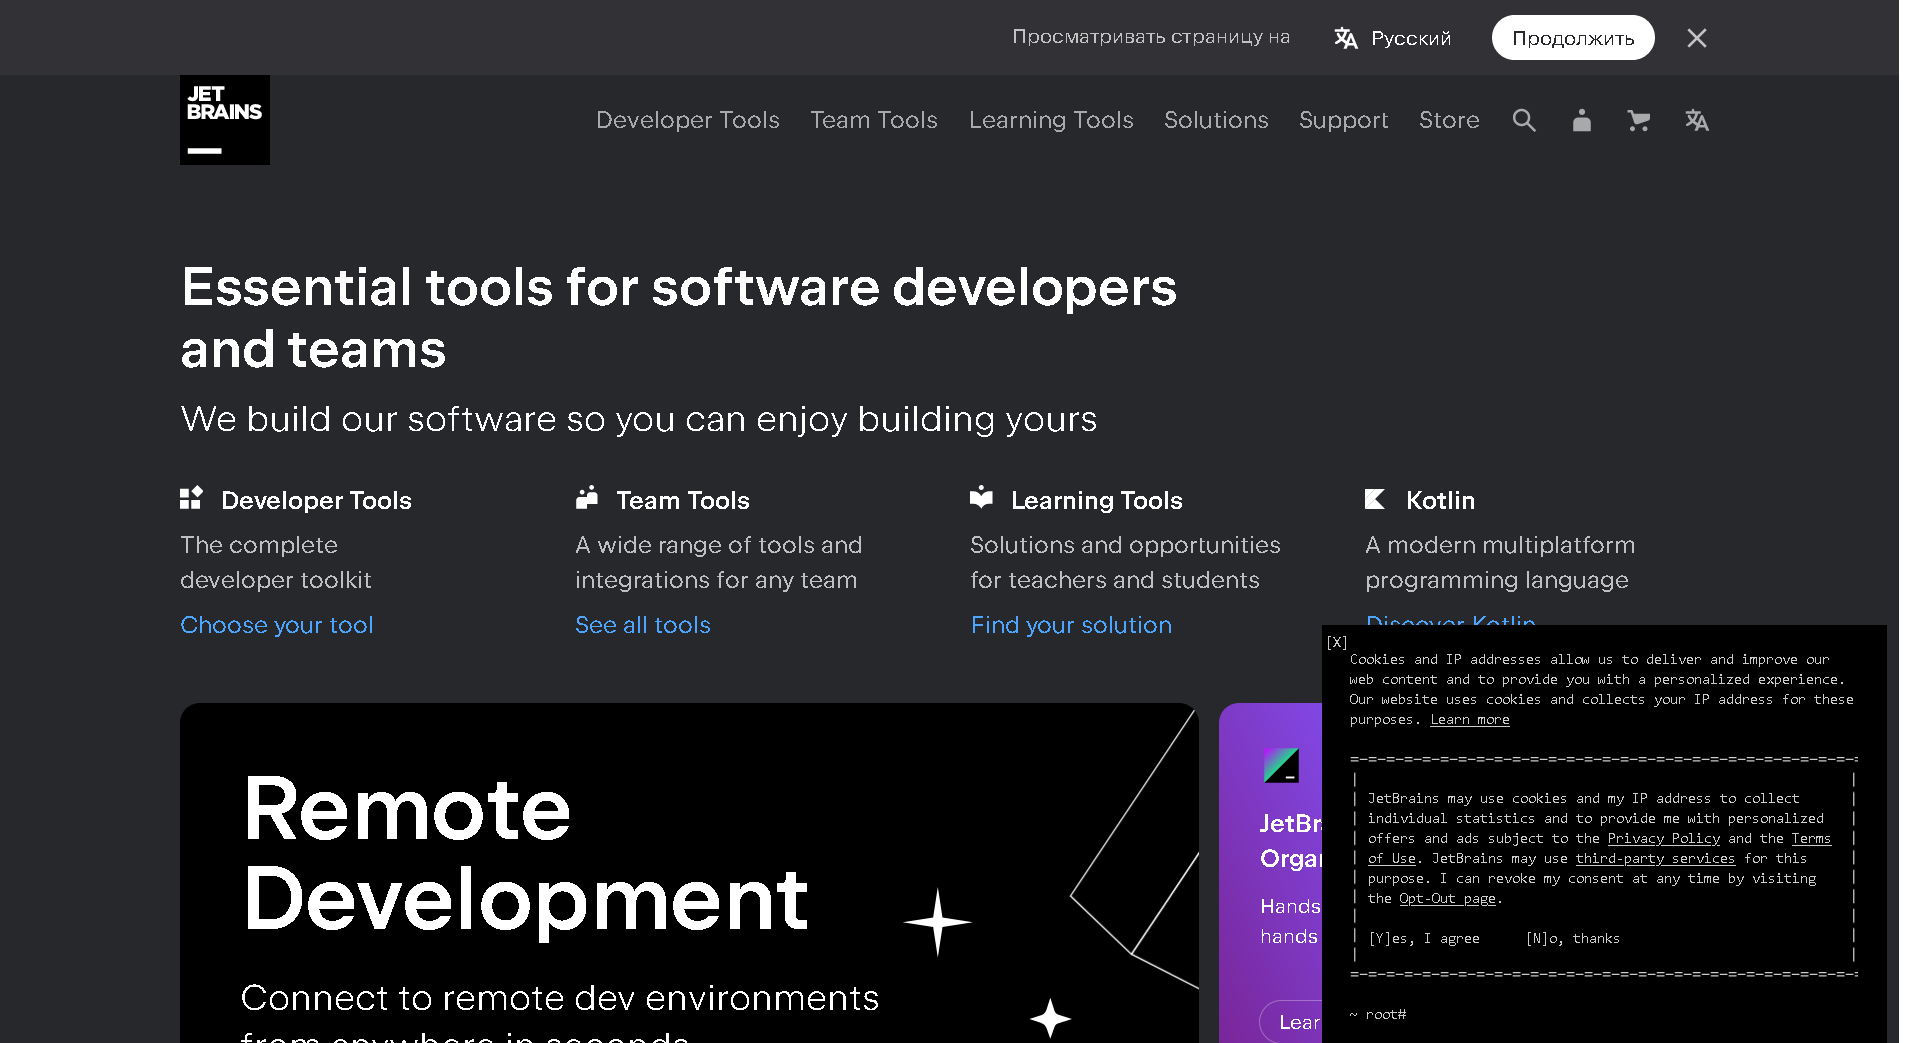 Просматривать страницу на
Русский
Продолжить
JET
BRAINS
Developer Tools
Team Tools
Learning Tools
Solutions
Support
Store
Essential tools for software developers
and teams
We build our software so you can enjoy building yours
Developer Tools
The complete
developer toolkit
Choose your tool
Team Tools
A wide range of tools and
integrations for any team
See all tools
Learning Tools
Solutions and opportunities
for teachers and students
Find your solution
Kotlin
A modern multiplatform
programming language
Discover Kotlin
Remote
Development
Connect to remote dev environments
from anywhere in seconds
JetBr
Orgar
Hands
hands
Lear
[X]
Cookies and IP addresses allow us to deliver and improve our
web content and to provide you with a personalized experience.
Our website uses cookies and collects your IP address for these
purposes. Learn more
JetBrains may use cookies and my IP address to collect
individual statistics and to provide me with personalized
offers and ads subject to the Privacy Policy and the Terms
of Use. JetBrains may use third-party services for this
purpose. I can revoke my consent at any time by visiting
the Opt-Out page.
[Y]es, I agree [N]o, thanks
~ root#